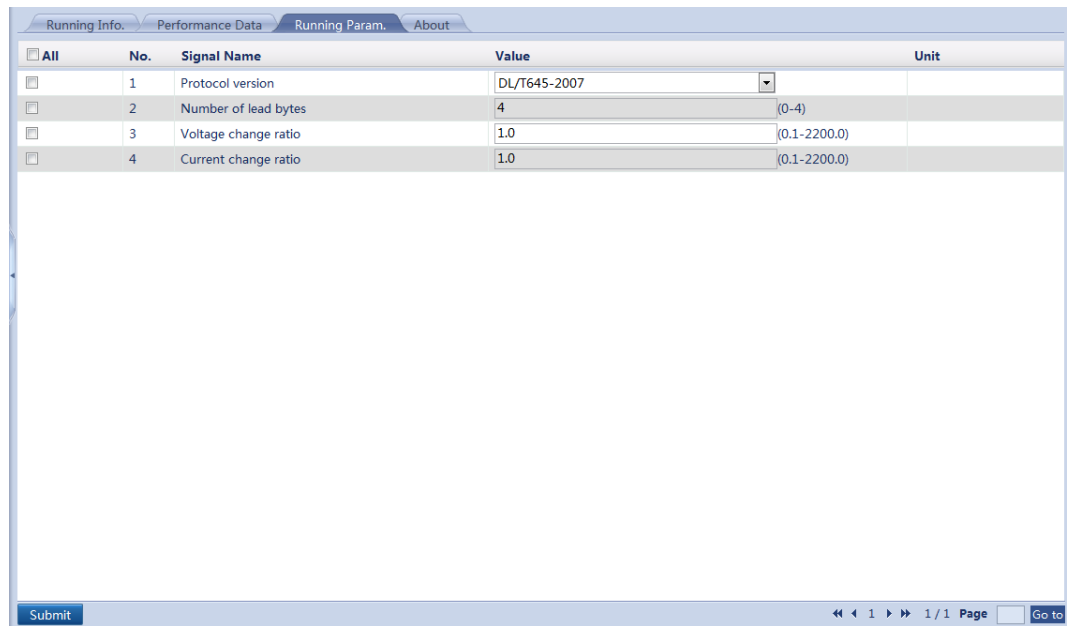 Running Info. Performance Data Running Param. About
All No. Signal Name Value Unit
1 Protocol version DL/T645-2007
2 Number of lead bytes 4 (0-4)
3 Voltage change ratio 1.0 (0.1-2200.0)
4 Current change ratio 1.0 (0.1-2200.0)
Submit 1 1 / 1 Page Go to